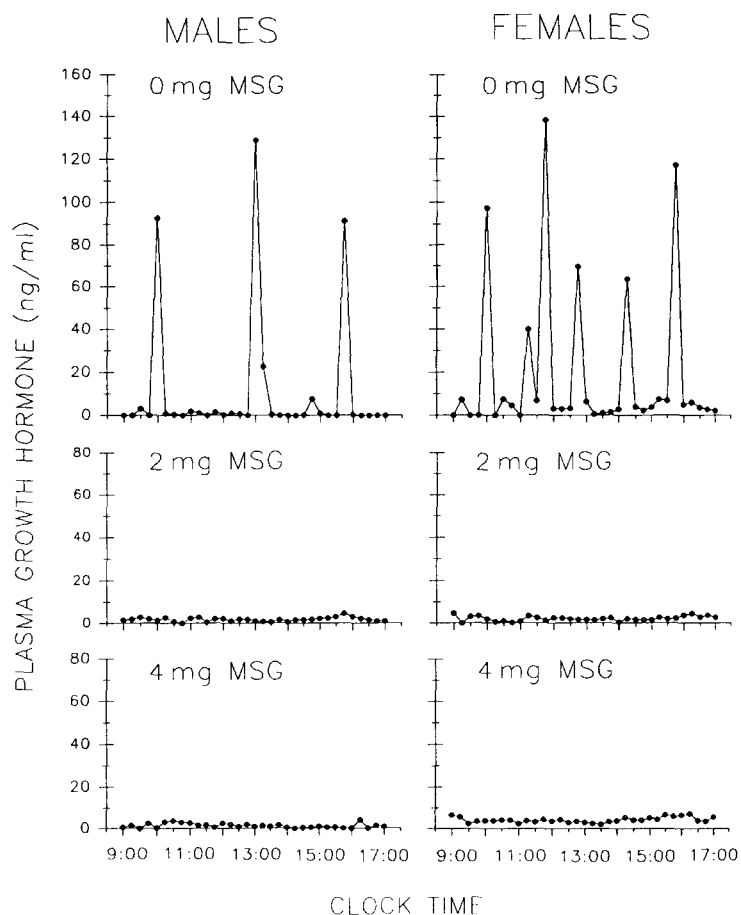 MALES
FEMALES
PLASMA GROWTH HORMONE (ng/ml)
0 mg MSG
160
140
120
100
80
60
40
20
0
0 mg MSG
2 mg MSG
80
60
40
20
0
2 mg MSG
4 mg MSG
80
60
40
20
0
4 mg MSG
9:00 11:00 13:00 15:00 17:00
9:00 11:00 13:00 15:00 17:00
CLOCK TIME